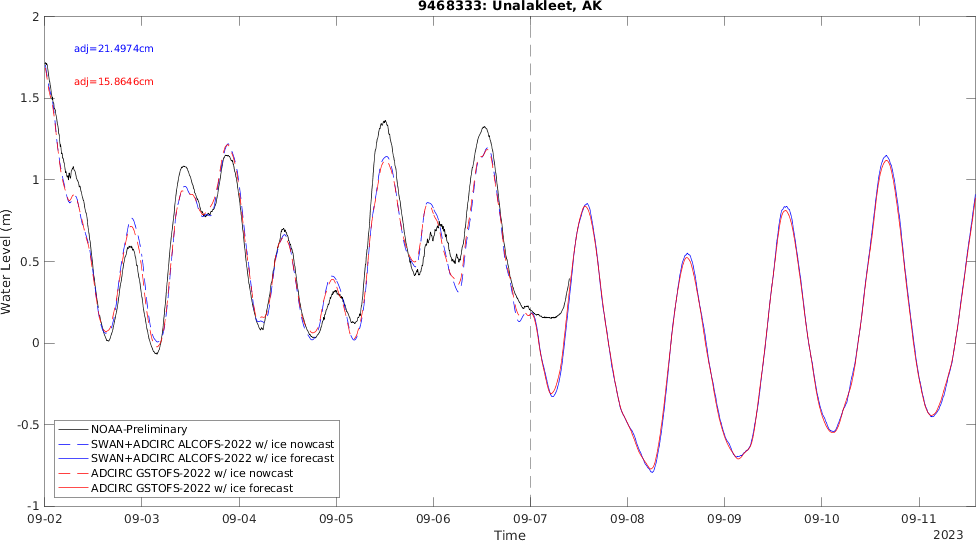 9468333: Unalakleet, AK
2
adj=21.4974cm
adj=15.8646cm
1.5
1
0.5
0
-0.5
-1
Water Level (m)
NOAA-Preliminary
SWAN+ADCIRC ALCOFS-2022 w/ ice nowcast
SWAN+ADCIRC ALCOFS-2022 w/ ice forecast
ADCIRC GSTOFS-2022 w/ ice nowcast
ADCIRC GSTOFS-2022 w/ ice forecast
09-02 09-03 09-04 09-05 09-06 09-07 09-08 09-09 09-10 09-11
Time
2023